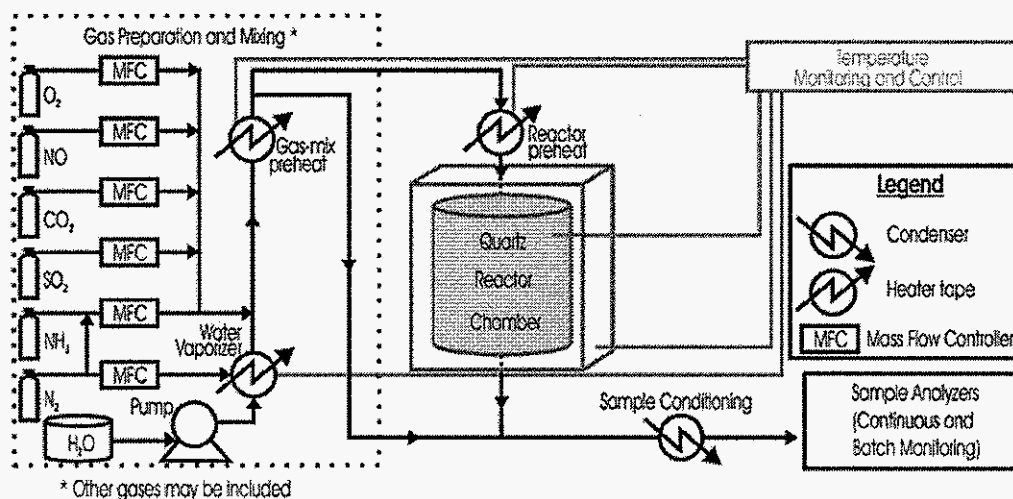 Gas Preparation and Mixing *
MFC
O₂
MFC
NO
MFC
CO₂
MFC
SO₂
MFC
NH₃
MFC
N₂
Pump
H₂O
Water
Vaporizer
Gas-mix
preheat
* Other gases may be included
Reactor
preheat
Quartz
Reactor
Chamber
Sample Conditioning
Temperature
Monitoring and Control
Legend
Condenser
Heater tape
MFC Mass Flow Controller
Sample Analyzers
(Continuous and
Batch Monitoring)